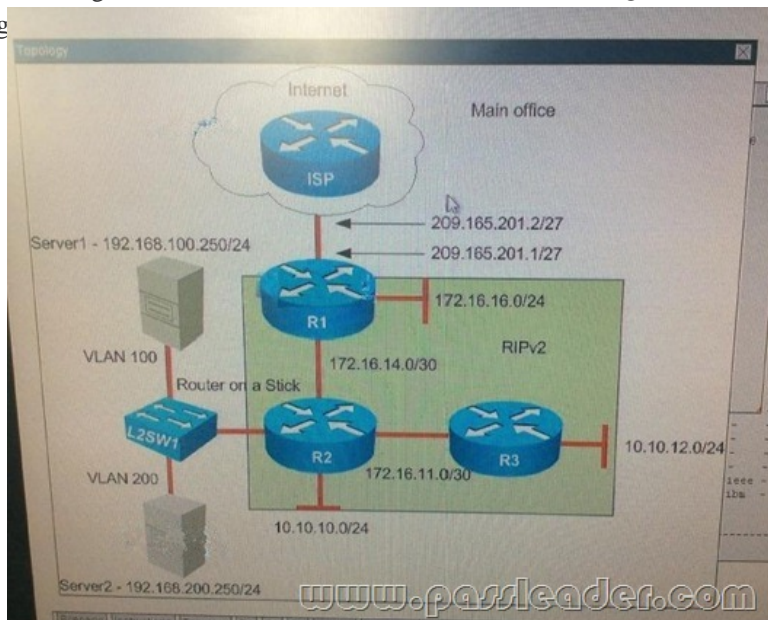 g
Topology
Internet
Main office
ISP
209.165.201.2/27
Server1 - 192.168.100.250/24
209.165.201.1/27
172.16.16.0/24
R1
RIPv2
VLAN 100
172.16.14.0/30
Router on a Stick
L2SW1
R2
R3
10.10.12.0/24
172.16.11.0/30
VLAN 200
ieee -
ibm -
10.10.10.0/24
Server2 - 192.168.200.250/24
www.passleader.com